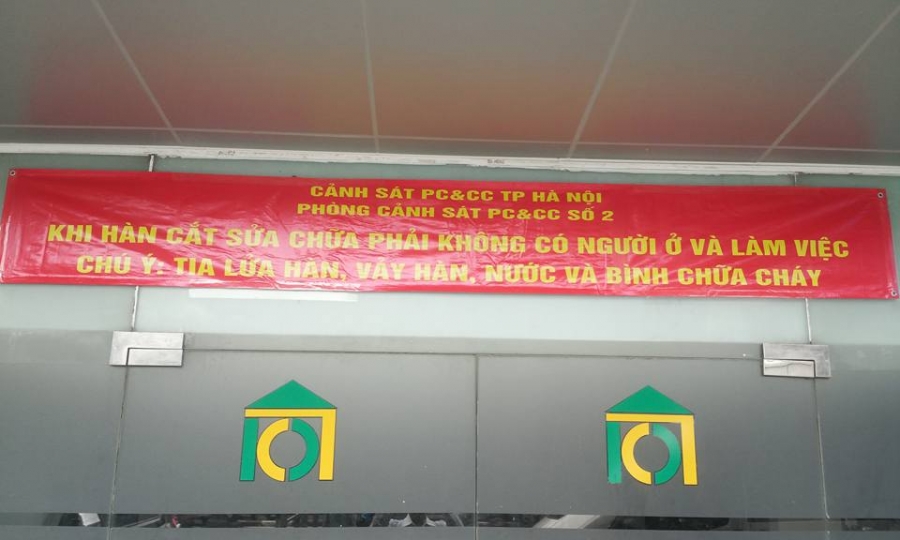 CẢNH SÁT PC&CC TP HÀ NỘI
PHÒNG CẢNH SÁT PC&CC SỐ 2
KHI HÀN CẮT SỬA CHỮA PHẢI KHÔNG CÓ NGƯỜI Ở VÀ LÀM VIỆC
CHÚ Ý: TIA LỬA HÀN, VẢY HÀN, NƯỚC VÀ BÌNH CHỮA CHÁY